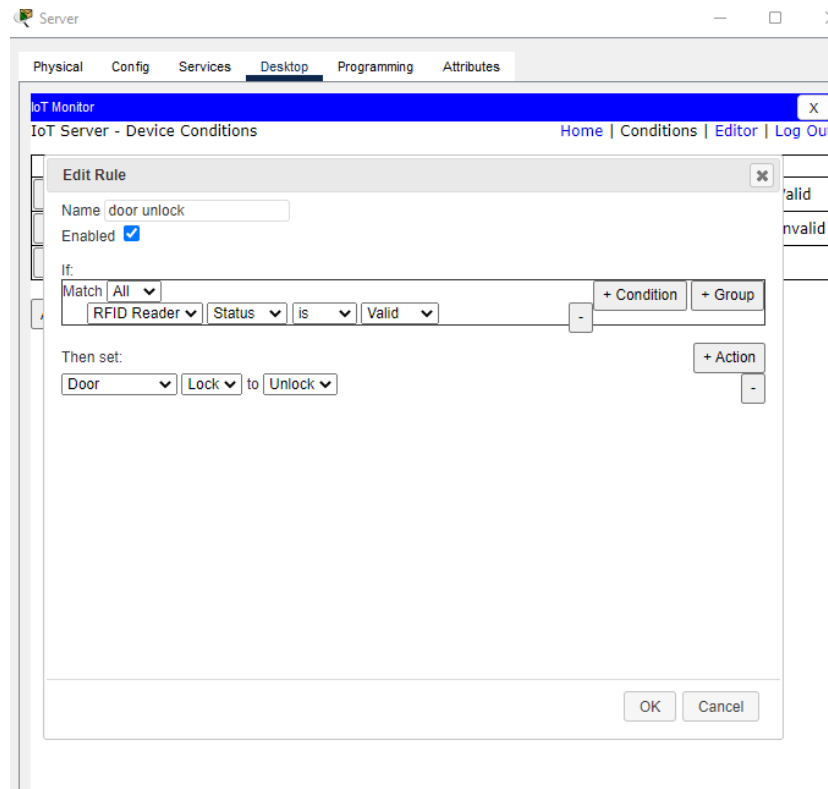 Server
Physical Config Services Desktop Programming Attributes
IoT Monitor X
IoT Server - Device Conditions Home | Conditions | Editor | Log Out
Edit Rule
Name door unlock
Enabled
If:
Match All + Condition + Group
RFID Reader Status is Valid -
Then set: + Action
Door Lock to Unlock -
OK Cancel